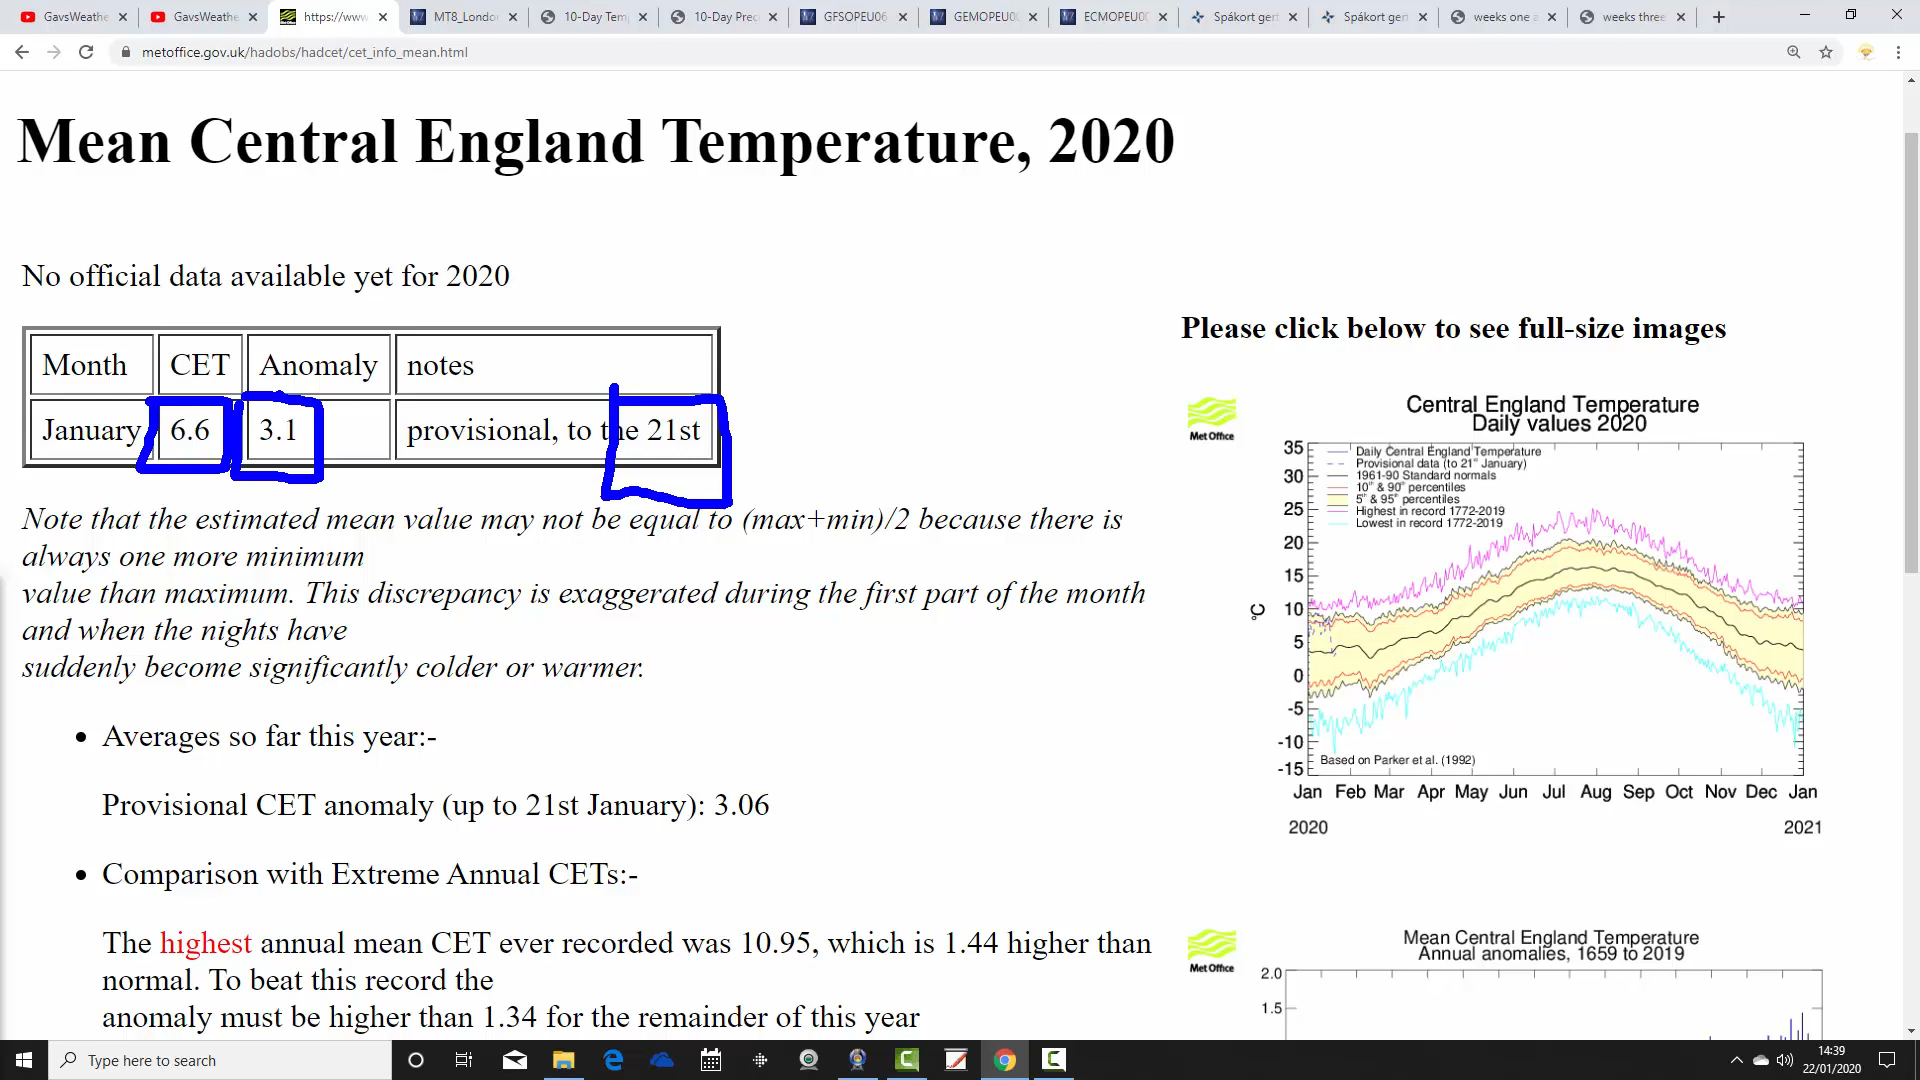 GavsWeathe
GavsWeathe
https://www
MT8_Londo
10-Day Tem
10-Day Prec
GFSOPEU06
GEMOPEU0
ECMOPEU0
Spákort ger
Spákort ger
weeks one a
weeks three
metoffice.gov.uk/hadobs/hadcet/cet_info_mean.html
Mean Central England Temperature, 2020
No official data available yet for 2020
Month CET Anomaly notes
January 6.6 3.1 provisional, to the 21st
Note that the estimated mean value may not be equal to (max+min)/2 because there is
always one more minimum
value than maximum. This discrepancy is exaggerated during the first part of the month
and when the nights have
suddenly become significantly colder or warmer.
• Averages so far this year:-
Provisional CET anomaly (up to 21st January): 3.06
• Comparison with Extreme Annual CETs:-
The highest annual mean CET ever recorded was 10.95, which is 1.44 higher than
normal. To beat this record the
anomaly must be higher than 1.34 for the remainder of this year
Please click below to see full-size images
Met Office
Central England Temperature
Daily values 2020
Daily Central England Temperature
Provisional data (to 21st January)
1961-90 Standard normals
10th & 90th percentiles
5th & 95th percentiles
Highest in record 1772-2019
Lowest in record 1772-2019
35
30
25
20
15
10
5
0
-5
-10
-15
°C
Based on Parker et al. (1992)
Jan Feb Mar Apr May Jun Jul Aug Sep Oct Nov Dec Jan
2020 2021
Met Office
Mean Central England Temperature
Annual anomalies, 1659 to 2019
2.0
1.5
Type here to search
14:39
22/01/2020